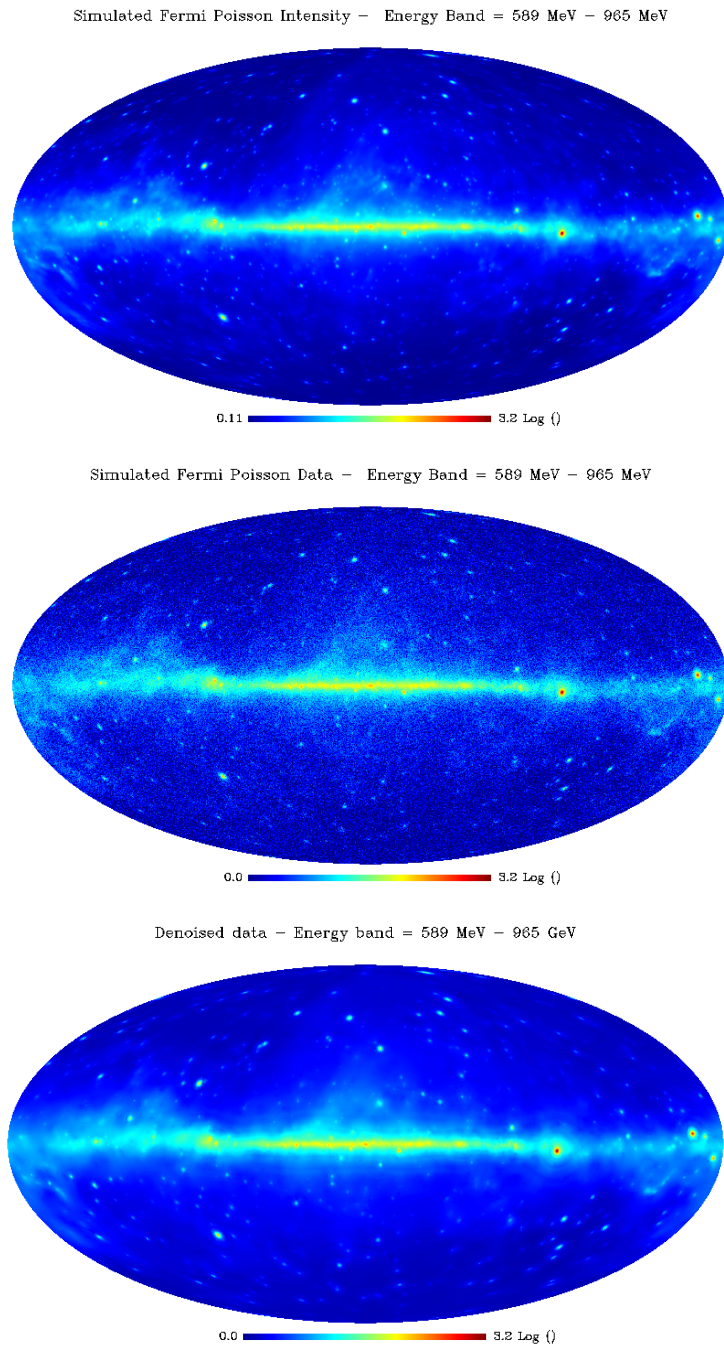 Simulated Fermi Poisson Intensity - Energy Band = 589 MeV - 965 MeV
0.11 3.2 Log ()
Simulated Fermi Poisson Data - Energy Band = 589 MeV - 965 MeV
0.0 3.2 Log ()
Denoised data - Energy band = 589 MeV - 965 GeV
0.0 3.2 Log ()